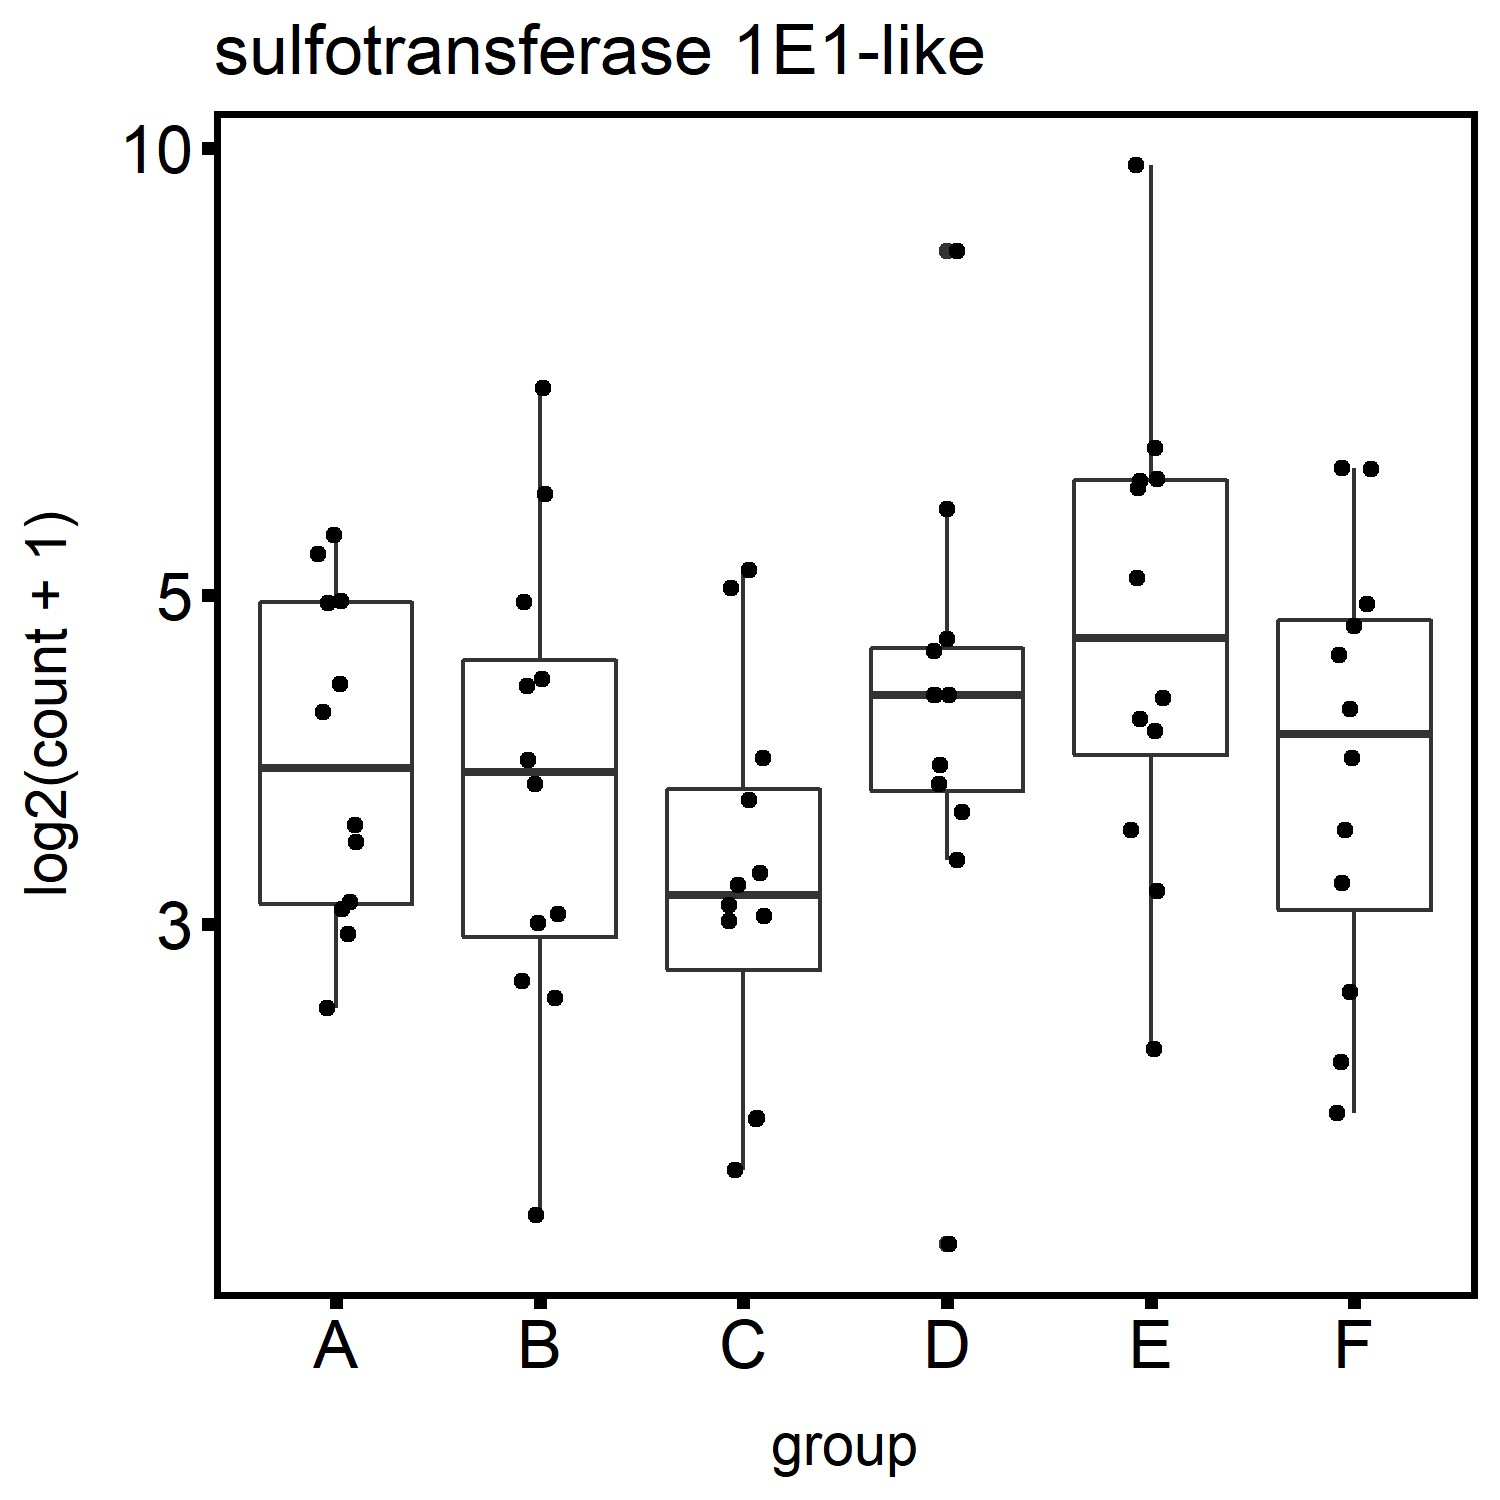 sulfotransferase 1E1-like
10
5
3
log2(count + 1)
A B C D E F
group